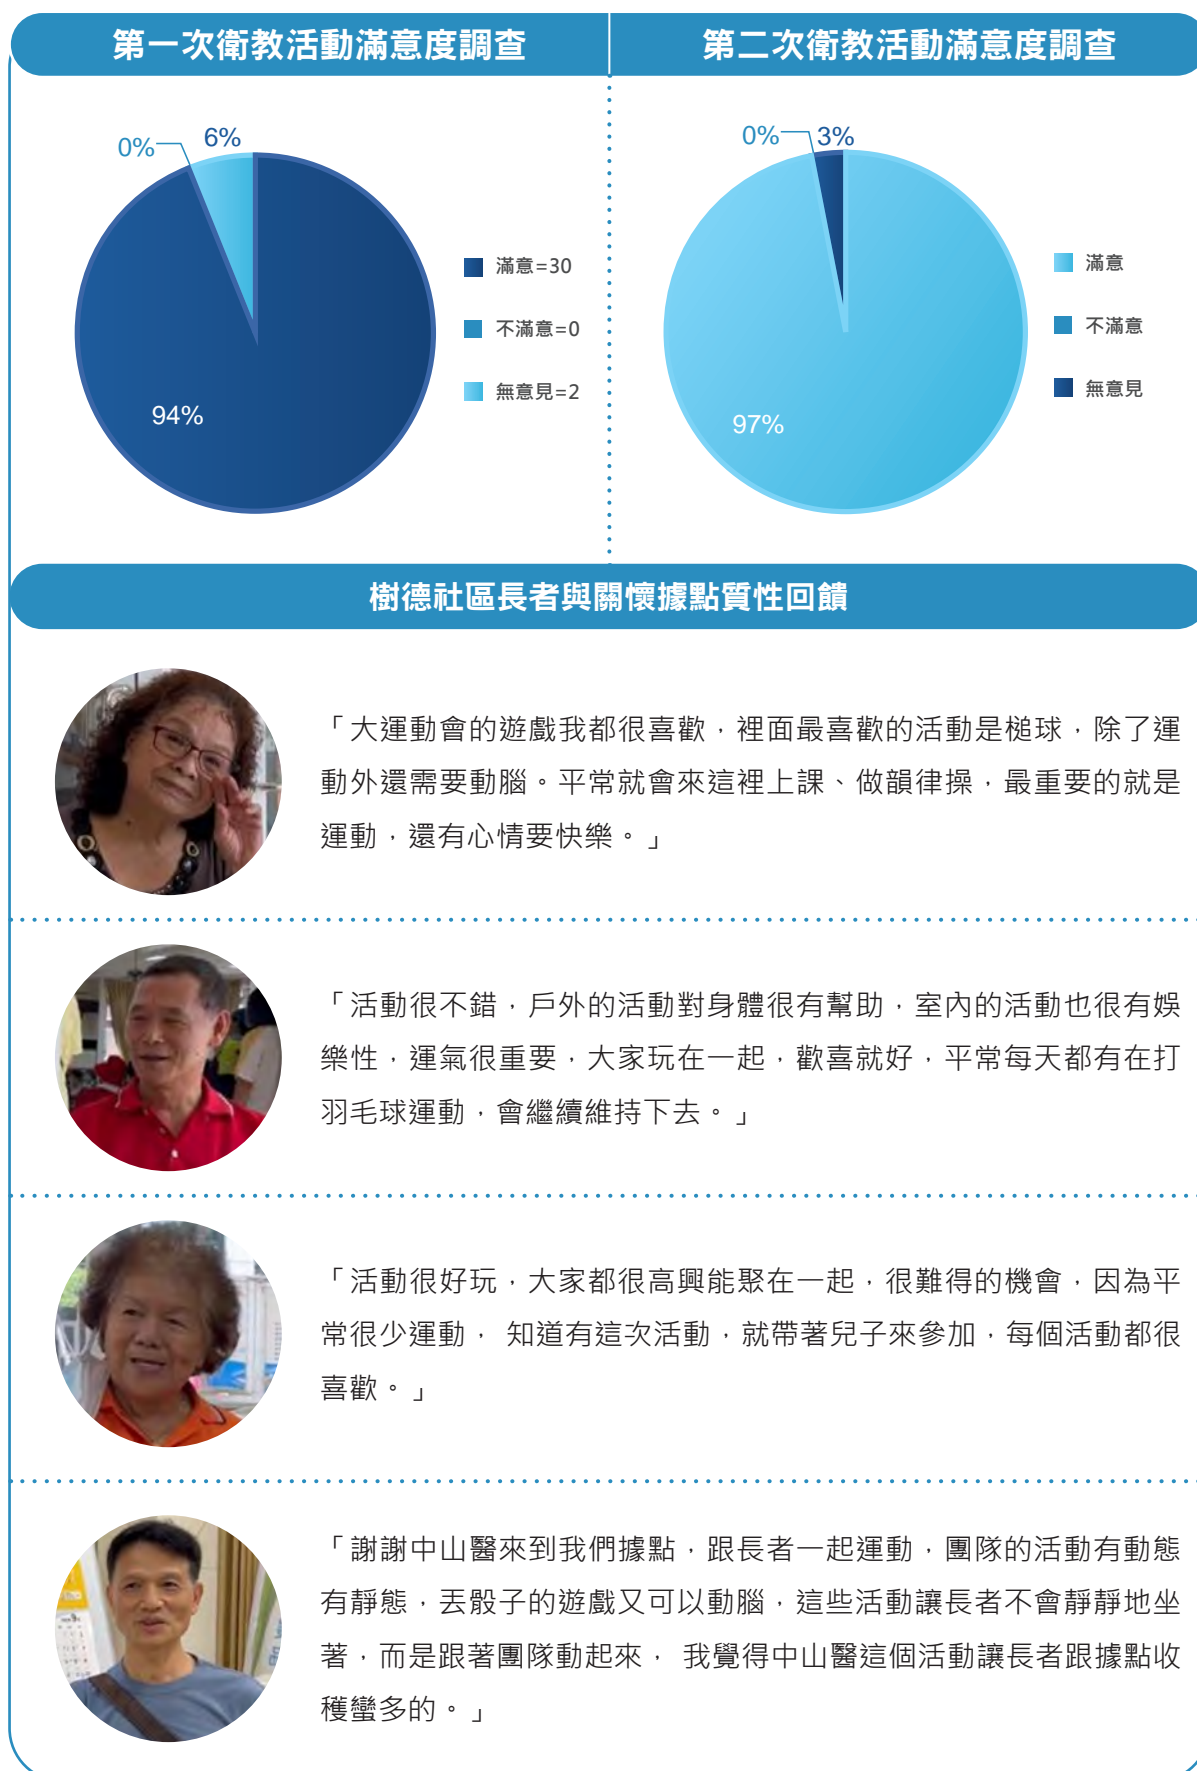 第一次衛教活動滿意度調查
第二次衛教活動滿意度調查
0%
6%
94%
滿意=30
不滿意=0
無意見=2
0%
3%
97%
滿意
不滿意
無意見
樹德社區長者與關懷據點質性回饋
「大運動會的遊戲我都很喜歡，裡面最喜歡的活動是槌球，除了運
動外還需要動腦。平常就會來這裡上課、做韻律操，最重要的就是
運動，還有心情要快樂。」
「活動很不錯，戶外的活動對身體很有幫助，室內的活動也很有娛
樂性，運氣很重要，大家玩在一起，歡喜就好，平常每天都有在打
羽毛球運動，會繼續維持下去。」
「活動很好玩，大家都很高興能聚在一起，很難得的機會，因為平
常很少運動， 知道有這次活動，就帶著兒子來參加，每個活動都很
喜歡。」
「謝謝中山醫來到我們據點，跟長者一起運動，團隊的活動有動態
有靜態，丟骰子的遊戲又可以動腦，這些活動讓長者不會靜靜地坐
著，而是跟著團隊動起來， 我覺得中山醫這個活動讓長者跟據點收
穫蠻多的。」